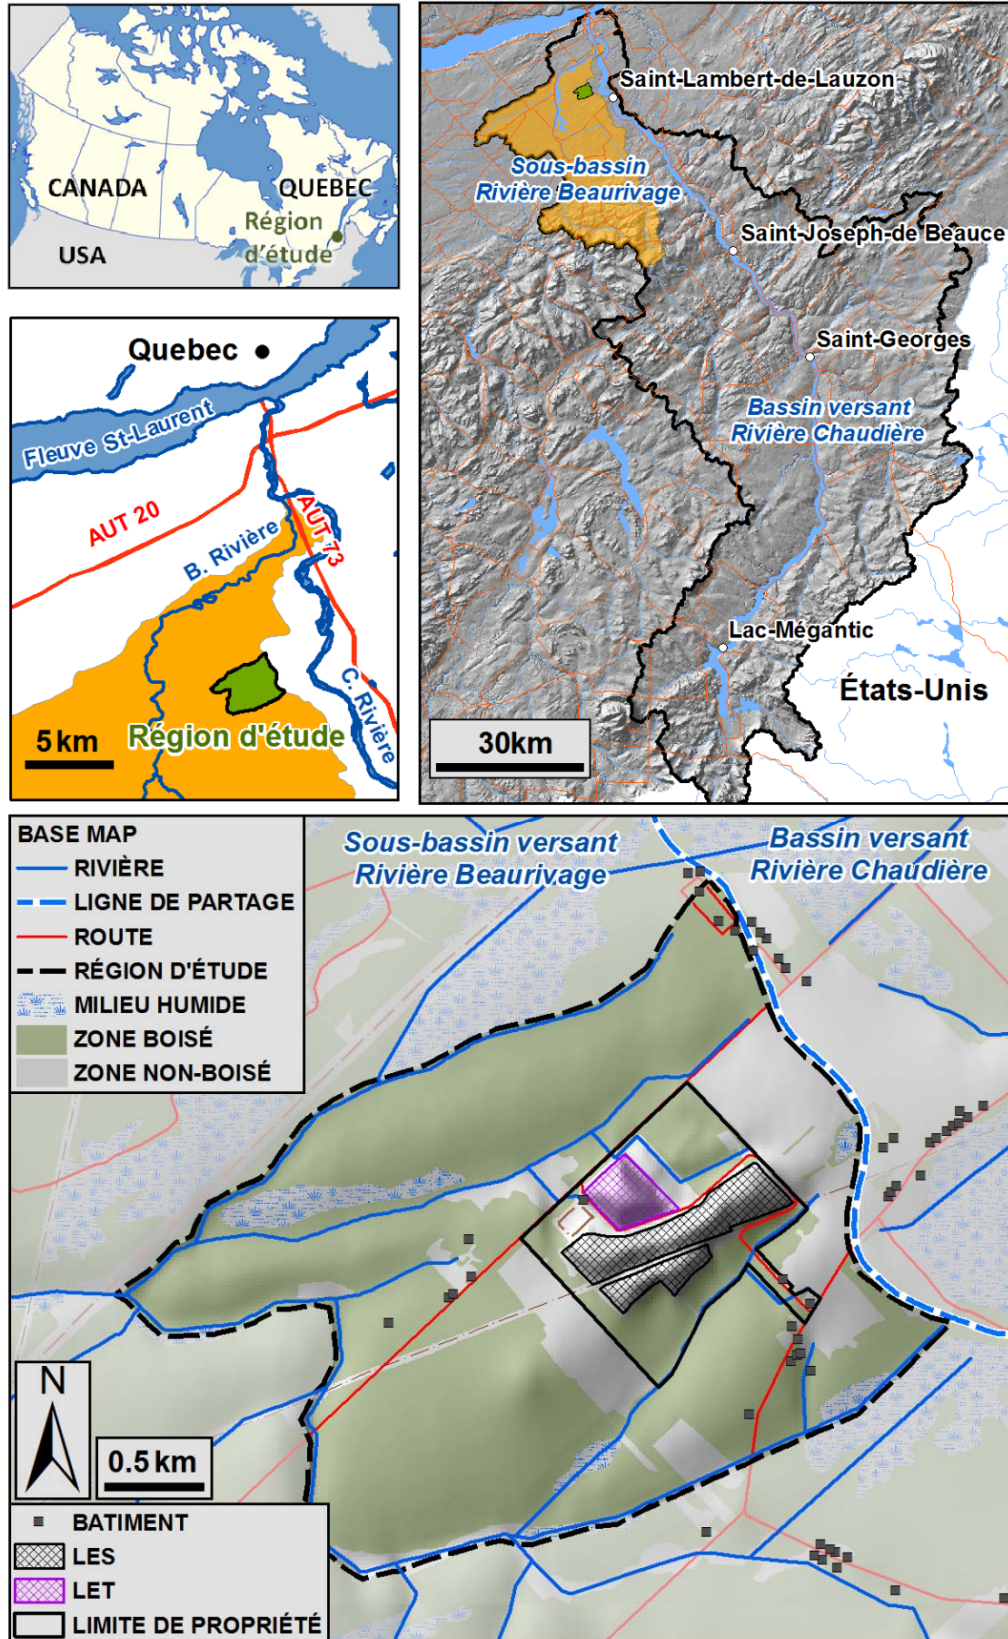 CANADA
QUEBEC
Région
d'étude
USA
Saint-Lambert-de-Lauzon
Sous-bassin
Rivière Beaurivage
Saint-Joseph-de Beauce
Saint-Georges
Bassin versant
Rivière Chaudière
Lac-Mégantic
États-Unis
30km
Quebec
Fleuve St-Laurent
AUT 20
AUT 73
B. Rivière
C. Rivière
Région d'étude
5 km
BASE MAP
RIVIÈRE
LIGNE DE PARTAGE
ROUTE
RÉGION D'ÉTUDE
MILIEU HUMIDE
ZONE BOISÉ
ZONE NON-BOISÉ
Sous-bassin versant
Rivière Beaurivage
Bassin versant
Rivière Chaudière
N
0.5 km
BATIMENT
LES
LET
LIMITE DE PROPRIÉTÉ